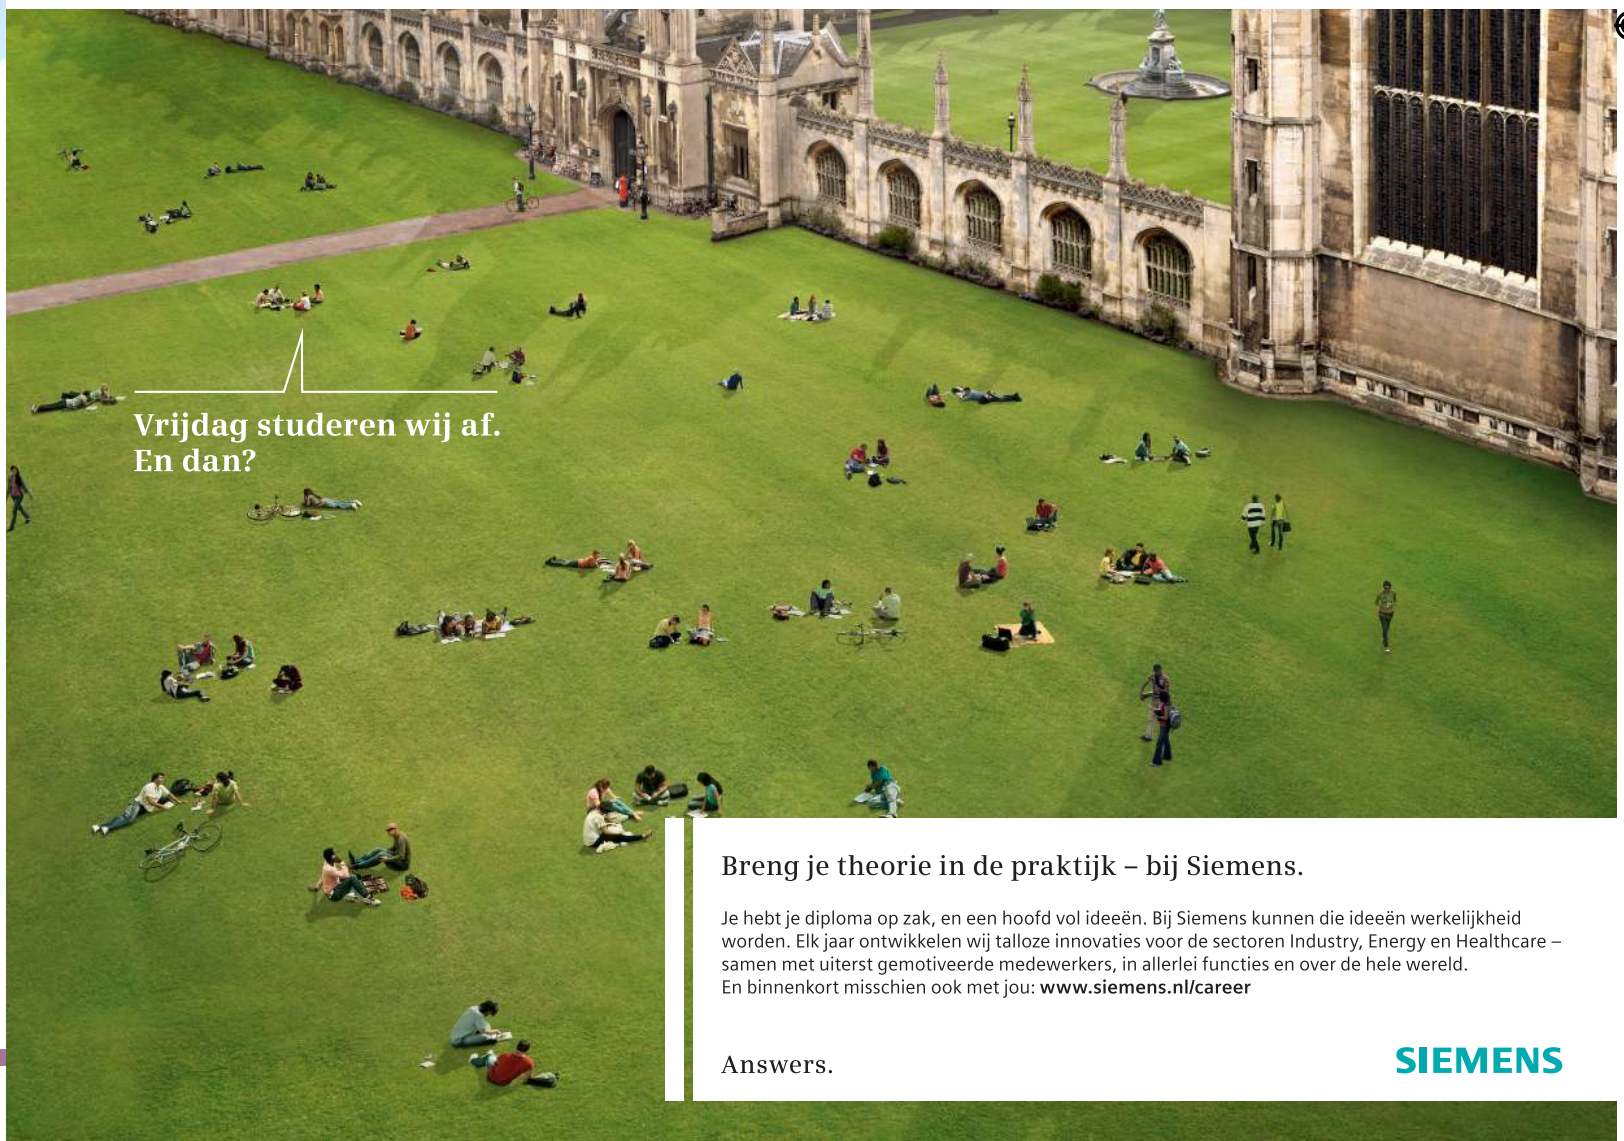 Vrijdag studeren wij af.
En dan?
Breng je theorie in de praktijk – bij Siemens.
Je hebt je diploma op zak, en een hoofd vol ideeën. Bij Siemens kunnen die ideeën werkelijkheid
worden. Elk jaar ontwikkelen wij talloze innovaties voor de sectoren Industry, Energy en Healthcare –
samen met uiterst gemotiveerde medewerkers, in allerlei functies en over de hele wereld.
En binnenkort misschien ook met jou: www.siemens.nl/career
Answers.
SIEMENS